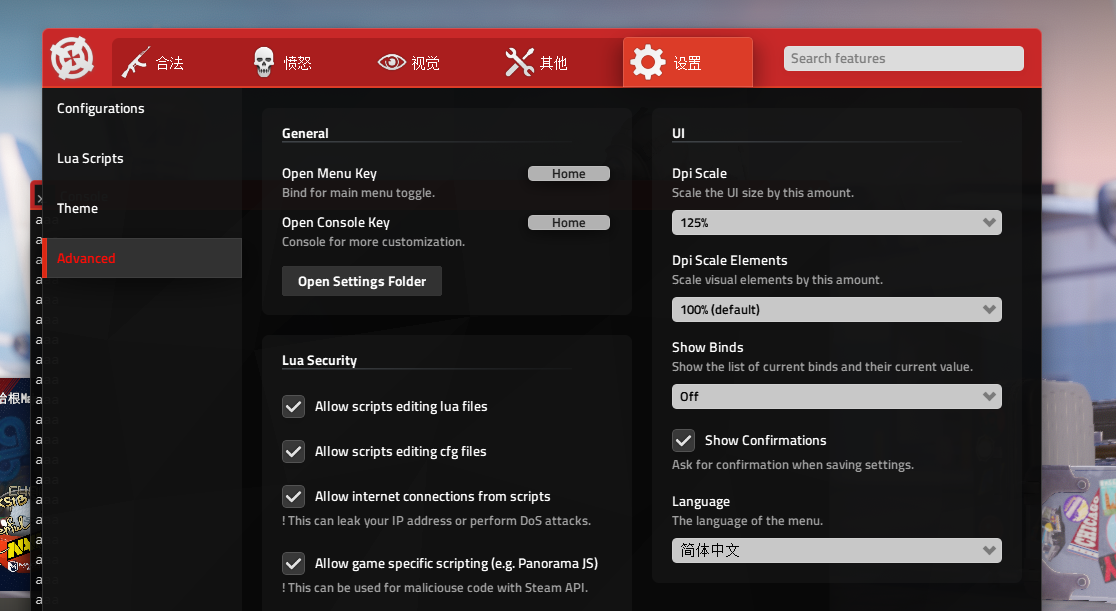 合法
愤怒
视觉
其他
设置
Search features
Configurations
Lua Scripts
Theme
Advanced
General
Open Menu Key
Home
Bind for main menu toggle.
Open Console Key
Home
Console for more customization.
Open Settings Folder
Lua Security
Allow scripts editing lua files
Allow scripts editing cfg files
Allow internet connections from scripts
! This can leak your IP address or perform DoS attacks.
Allow game specific scripting (e.g. Panorama JS)
! This can be used for maliciouse code with Steam API.
UI
Dpi Scale
Scale the UI size by this amount.
125%
Dpi Scale Elements
Scale visual elements by this amount.
100% (default)
Show Binds
Show the list of current binds and their current value.
Off
Show Confirmations
Ask for confirmation when saving settings.
Language
The language of the menu.
简体中文
CHICAGO